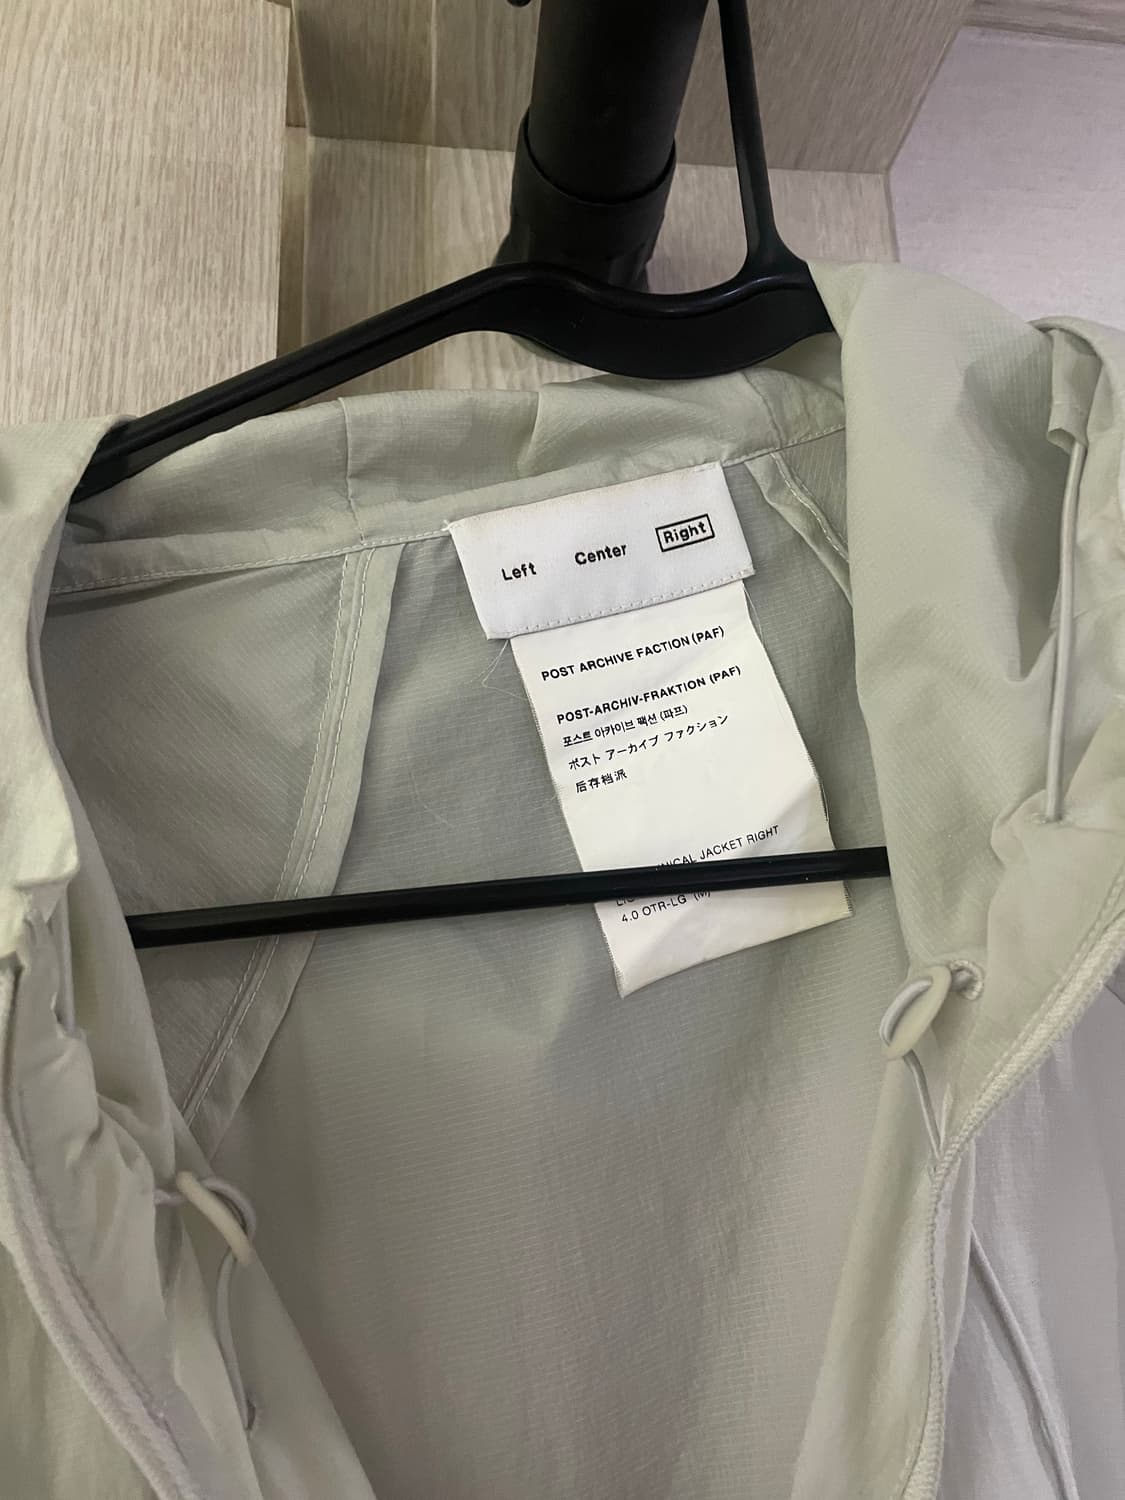 Left Center Right
POST ARCHIVE FACTION (PAF)
POST-ARCHIV-FRAKTION (PAF)
포스트 아카이브 팩션 (파프)
ポスト アーカイブ ファクション
后存档派
JACKET RIGHT
4.0 OTR-LG (M)